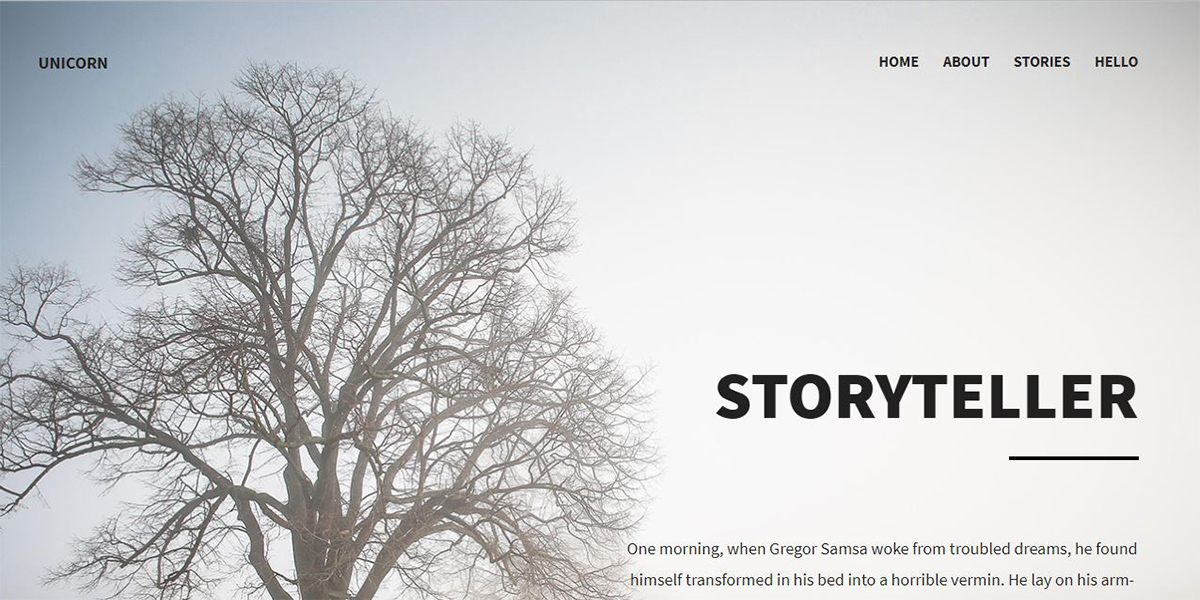 UNICORN
HOME ABOUT STORIES HELLO
STORYTELLER
One morning, when Gregor Samsa woke from troubled dreams, he found
himself transformed in his bed into a horrible vermin. He lay on his arm-